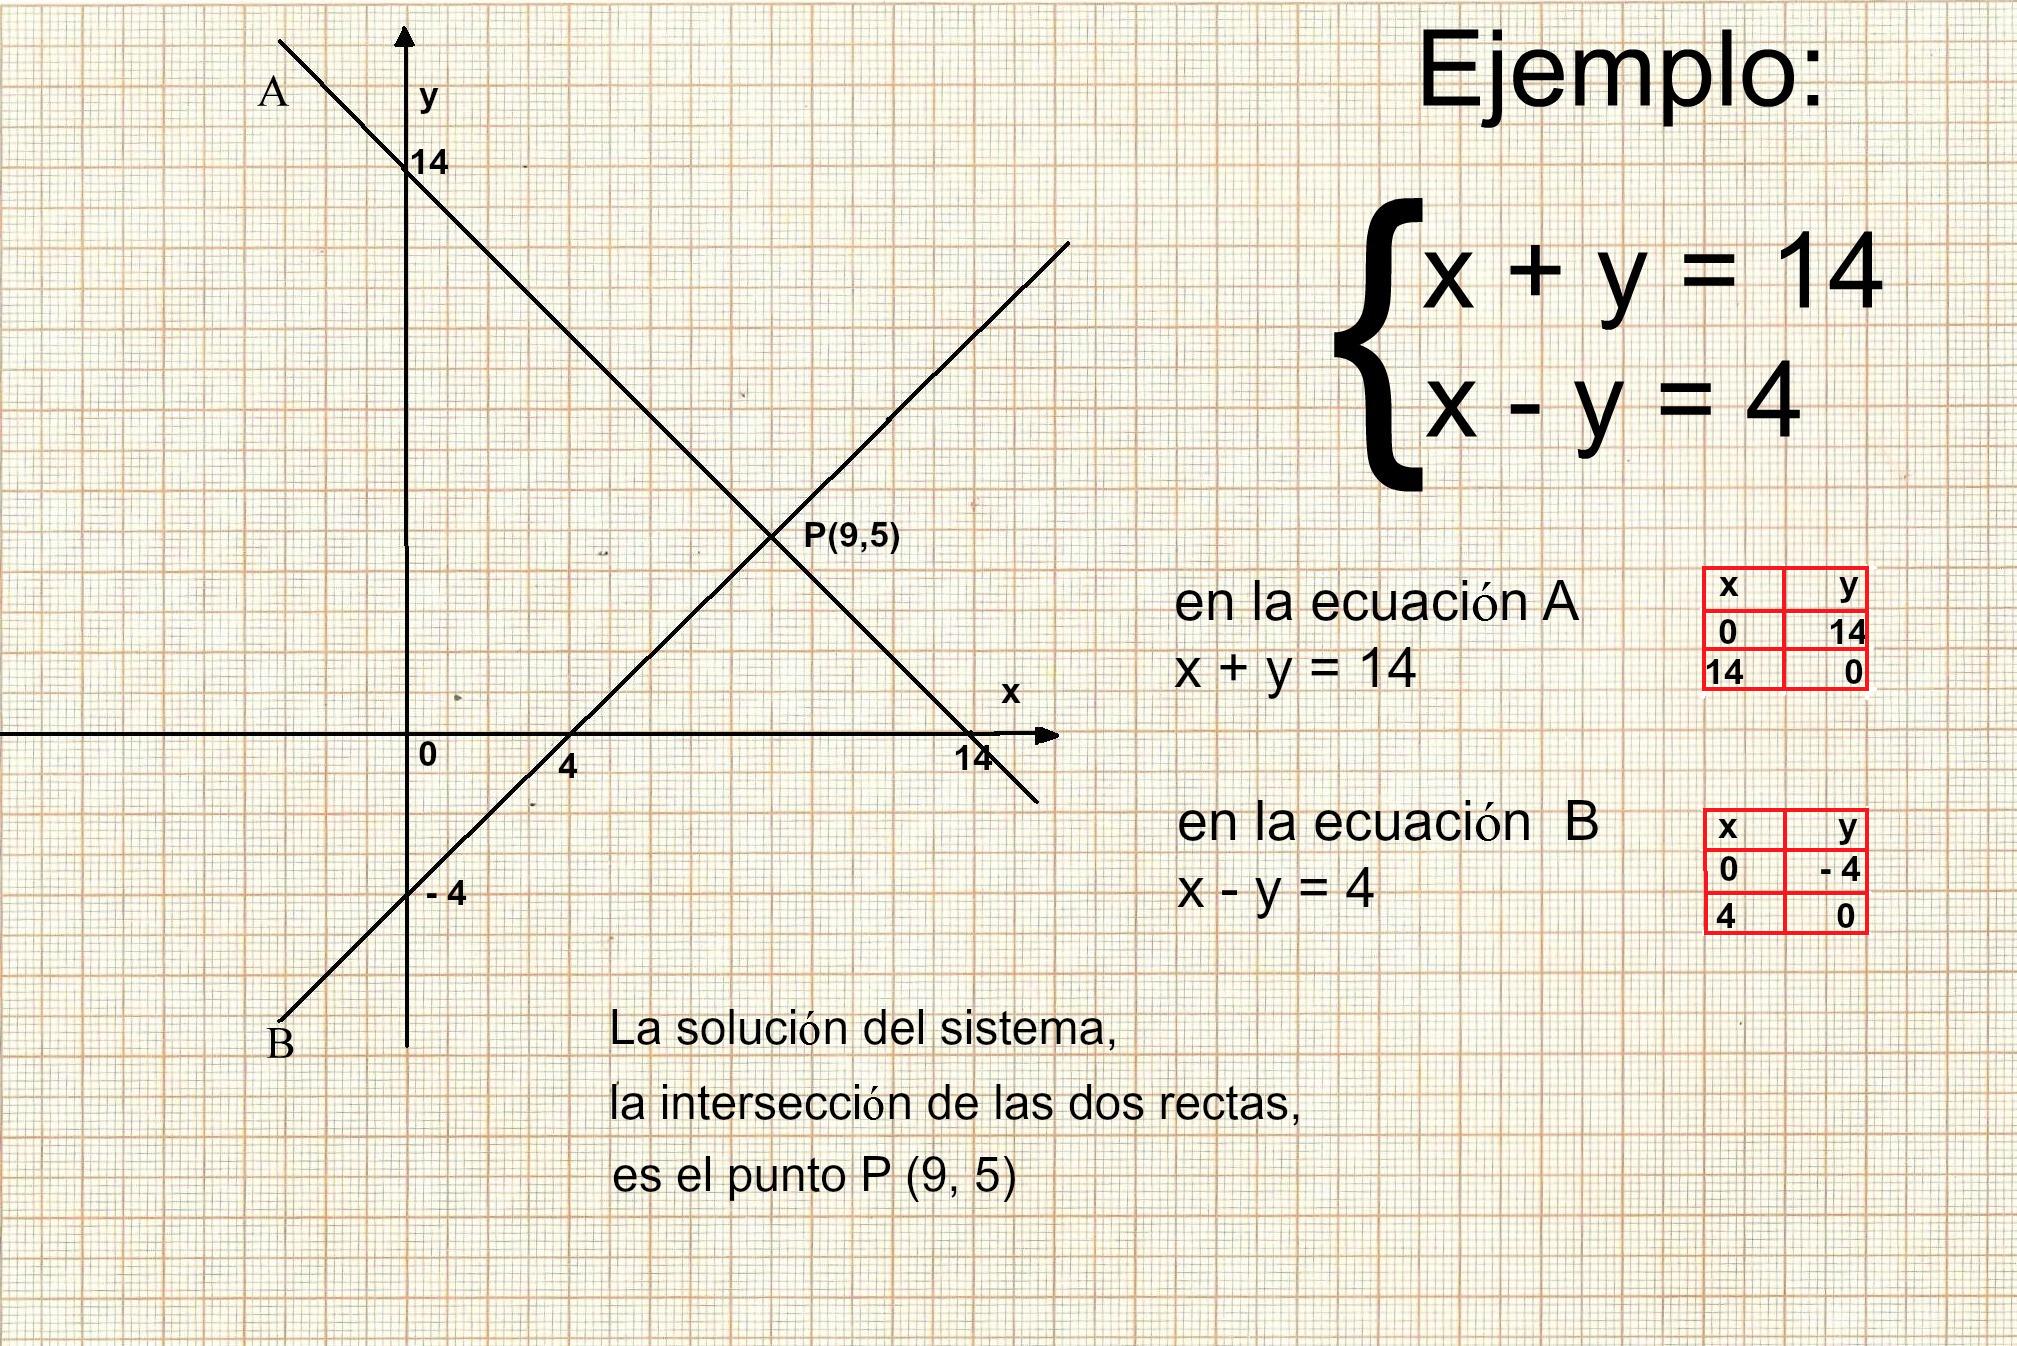 Ejemplo:
x + y = 14
x - y = 4
A
y
14
P(9,5)
x
0
4
14
- 4
B
en la ecuación A
x + y = 14
x y
0 14
14 0
en la ecuación B
x - y = 4
x y
0 - 4
4 0
La solución del sistema,
la intersección de las dos rectas,
es el punto P (9, 5)